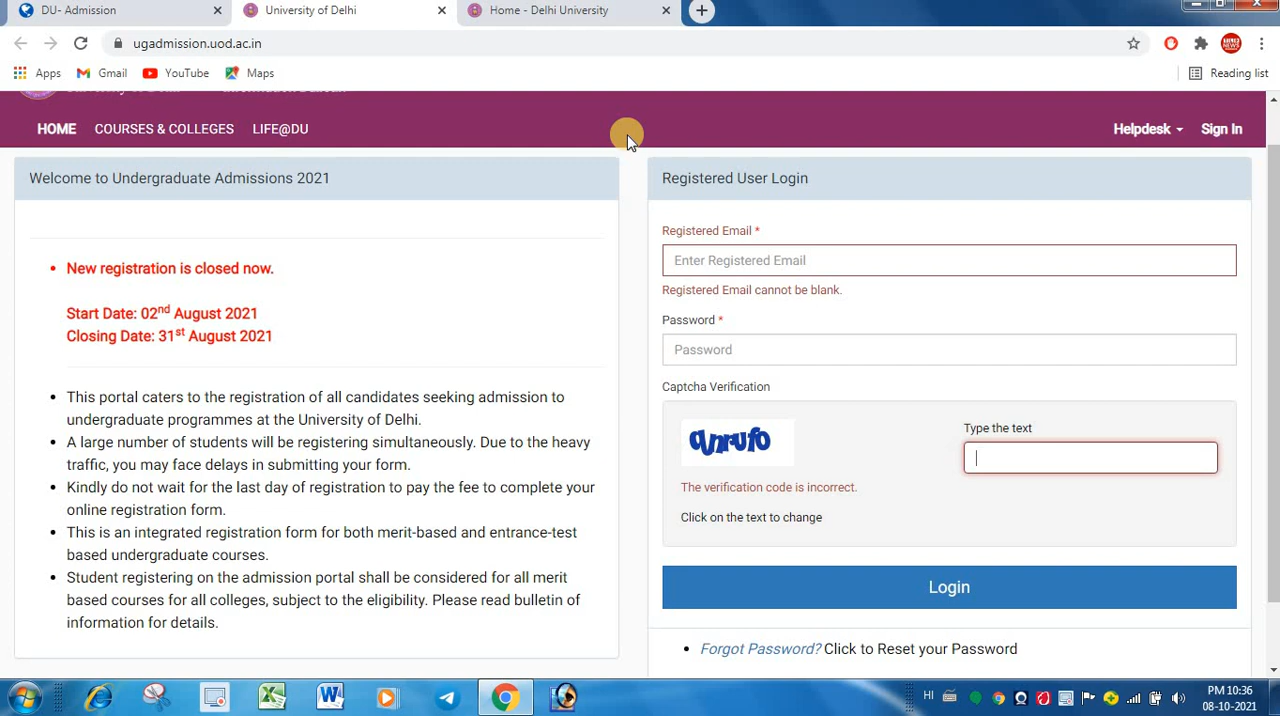 DU- Admission
University of Delhi
Home - Delhi University
ugadmission.uod.ac.in
Apps
Gmail
YouTube
Maps
Reading list
HOME
COURSES & COLLEGES
LIFE@DU
Helpdesk
Sign In
Welcome to Undergraduate Admissions 2021
• New registration is closed now.
Start Date: 02nd August 2021
Closing Date: 31st August 2021
• This portal caters to the registration of all candidates seeking admission to
undergraduate programmes at the University of Delhi.
• A large number of students will be registering simultaneously. Due to the heavy
traffic, you may face delays in submitting your form.
• Kindly do not wait for the last day of registration to pay the fee to complete your
online registration form.
• This is an integrated registration form for both merit-based and entrance-test
based undergraduate courses.
• Student registering on the admission portal shall be considered for all merit
based courses for all colleges, subject to the eligibility. Please read bulletin of
information for details.
Registered User Login
Registered Email *
Enter Registered Email
Registered Email cannot be blank.
Password *
Password
Captcha Verification
anrufo
Type the text
The verification code is incorrect.
Click on the text to change
Login
• Forgot Password? Click to Reset your Password
HI
PM 10:36
08-10-2021